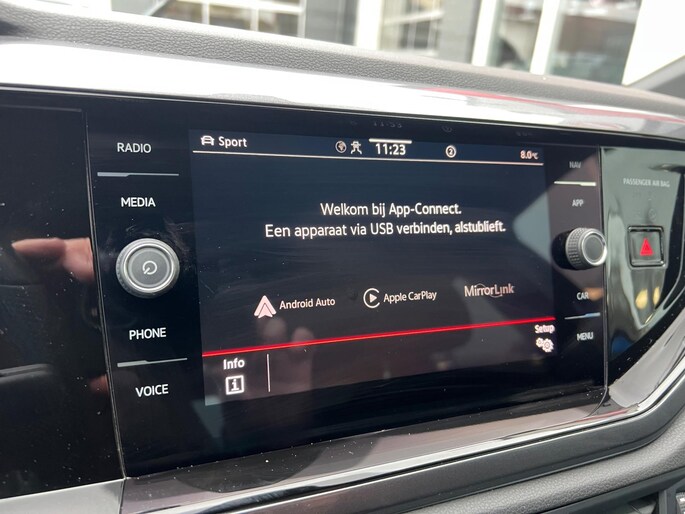 RADIO
MEDIA
PHONE
VOICE
Sport
11:23
2
8.0°C
Welkom bij App-Connect.
Een apparaat via USB verbinden, alstublieft.
Android Auto
Apple CarPlay
MirrorLink
Setup
Info
i
NAV
APP
CAR
MENU
PASSENGER AIR BAG